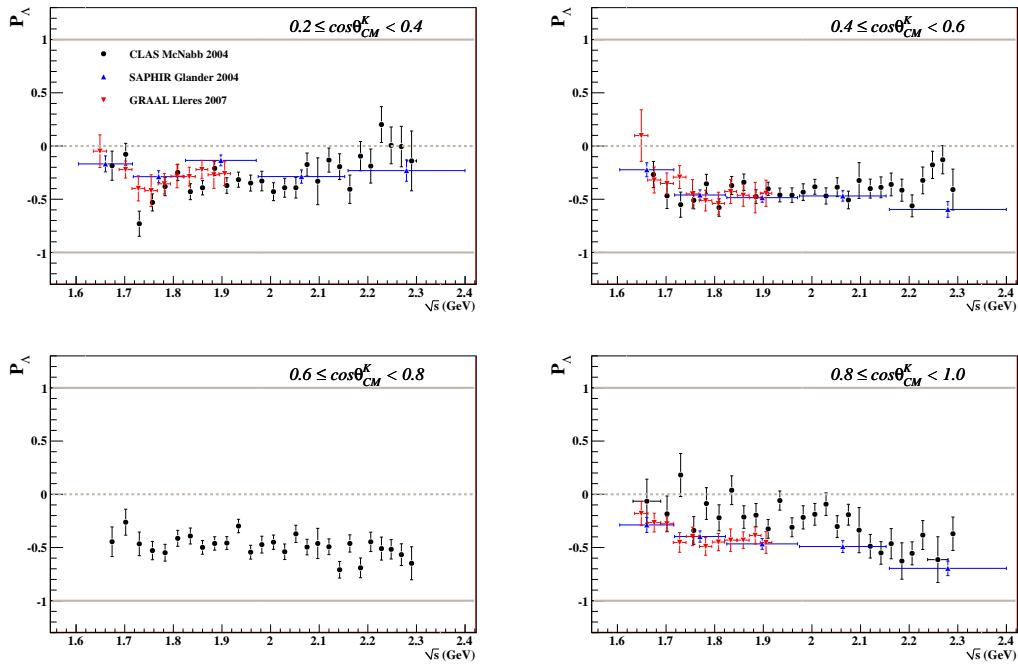 0.2 ≤ cosθ^K_CM < 0.4
P_Λ
1
0.5
0
-0.5
-1
CLAS McNabb 2004
SAPHIR Glander 2004
GRAAL Lleres 2007
1.6 1.7 1.8 1.9 2 2.1 2.2 2.3 2.4
√s (GeV)
0.4 ≤ cosθ^K_CM < 0.6
P_Λ
1
0.5
0
-0.5
-1
1.6 1.7 1.8 1.9 2 2.1 2.2 2.3 2.4
√s (GeV)
0.6 ≤ cosθ^K_CM < 0.8
P_Λ
1
0.5
0
-0.5
-1
1.6 1.7 1.8 1.9 2 2.1 2.2 2.3 2.4
√s (GeV)
0.8 ≤ cosθ^K_CM < 1.0
P_Λ
1
0.5
0
-0.5
-1
1.6 1.7 1.8 1.9 2 2.1 2.2 2.3 2.4
√s (GeV)